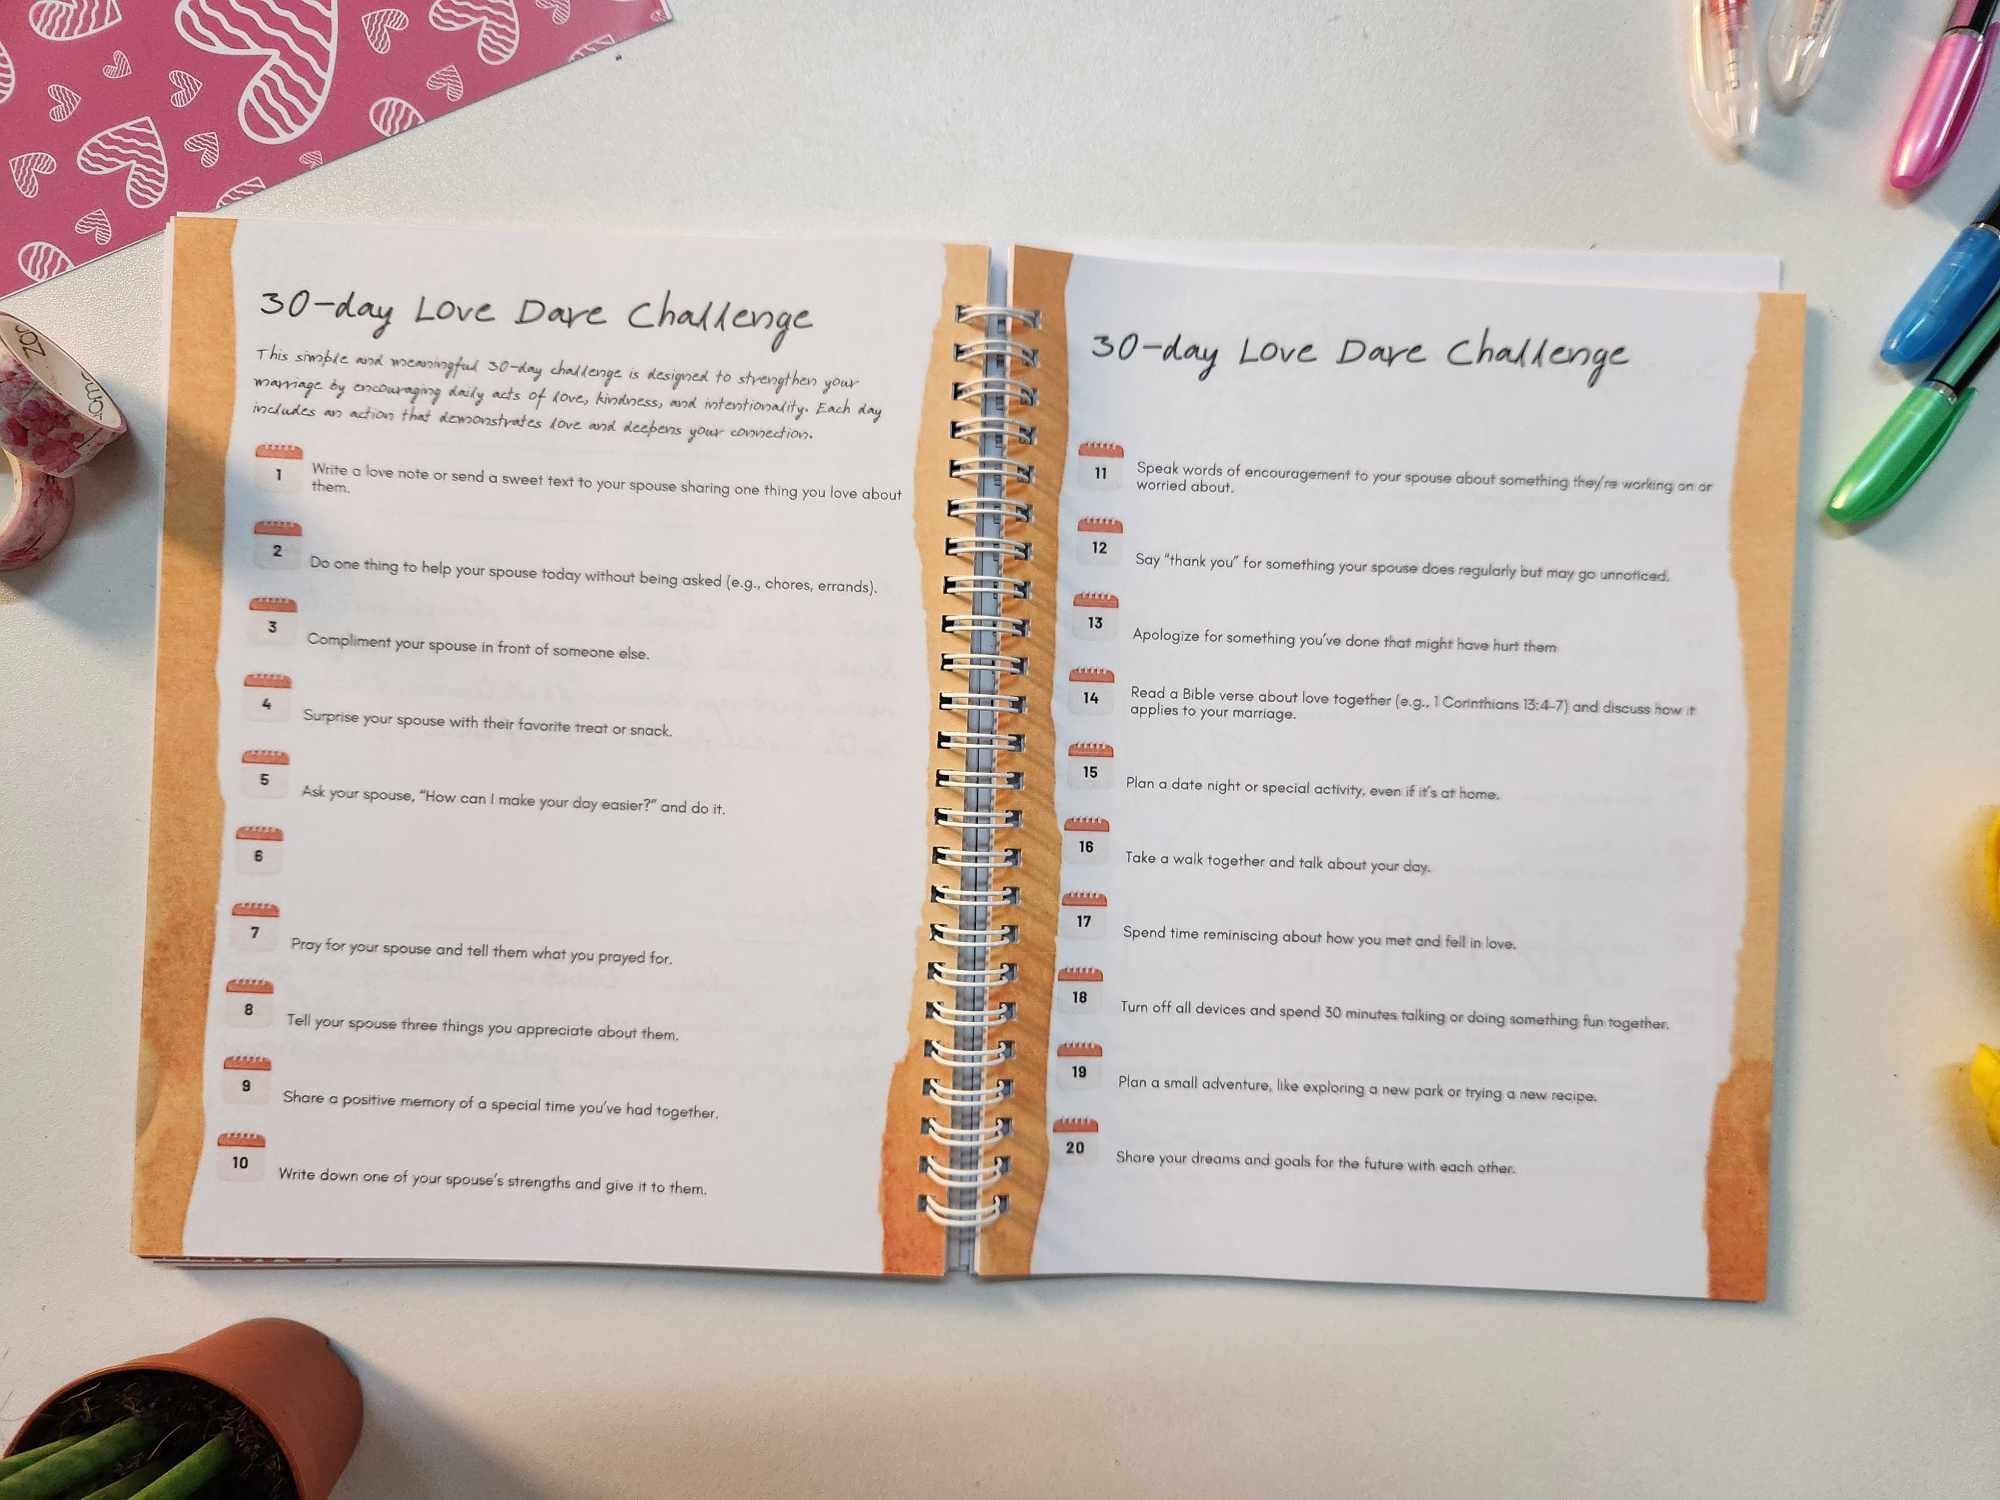 30-day Love Dare Challenge
This simple and meaningful 30-day challenge is designed to strengthen your
marriage by encouraging daily acts of love, kindness, and intentionality. Each day
includes an action that demonstrates love and deepens your connection.
1
Write a love note or send a sweet text to your spouse sharing one thing you love about
them.
2
Do one thing to help your spouse today without being asked (e.g., chores, errands).
3
Compliment your spouse in front of someone else.
4
Surprise your spouse with their favorite treat or snack.
5
Ask your spouse, “How can I make your day easier?” and do it.
6
7
Pray for your spouse and tell them what you prayed for.
8
Tell your spouse three things you appreciate about them.
9
Share a positive memory of a special time you’ve had together.
10
Write down one of your spouse’s strengths and give it to them.
30-day Love Dare Challenge
11
Speak words of encouragement to your spouse about something they’re working on or
worried about.
12
Say “thank you” for something your spouse does regularly but may go unnoticed.
13
Apologize for something you’ve done that might have hurt them
14
Read a Bible verse about love together (e.g., 1 Corinthians 13:4-7) and discuss how it
applies to your marriage.
15
Plan a date night or special activity, even if it’s at home.
16
Take a walk together and talk about your day.
17
Spend time reminiscing about how you met and fell in love.
18
Turn off all devices and spend 30 minutes talking or doing something fun together.
19
Plan a small adventure, like exploring a new park or trying a new recipe.
20
Share your dreams and goals for the future with each other.